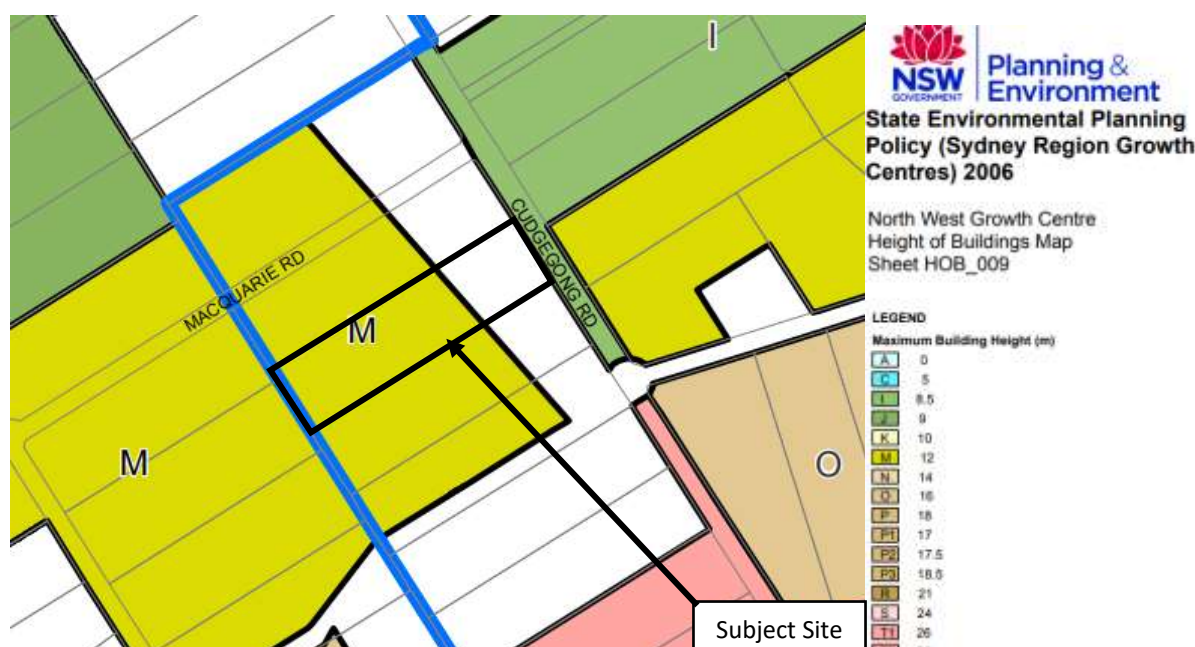 I
CUDGEGONG RD
MACQUARIE RD
M
M
O
Subject Site
NSW
GOVERNMENT
Planning &
Environment
State Environmental Planning
Policy (Sydney Region Growth
Centres) 2006
North West Growth Centre
Height of Buildings Map
Sheet HOB_009
LEGEND
Maximum Building Height (m)
A 0
C 5
I 8.5
J 9
K 10
M 12
N 14
O 16
P 18
P1 17
P2 17.5
P3 18.5
R 21
S 24
T1 26